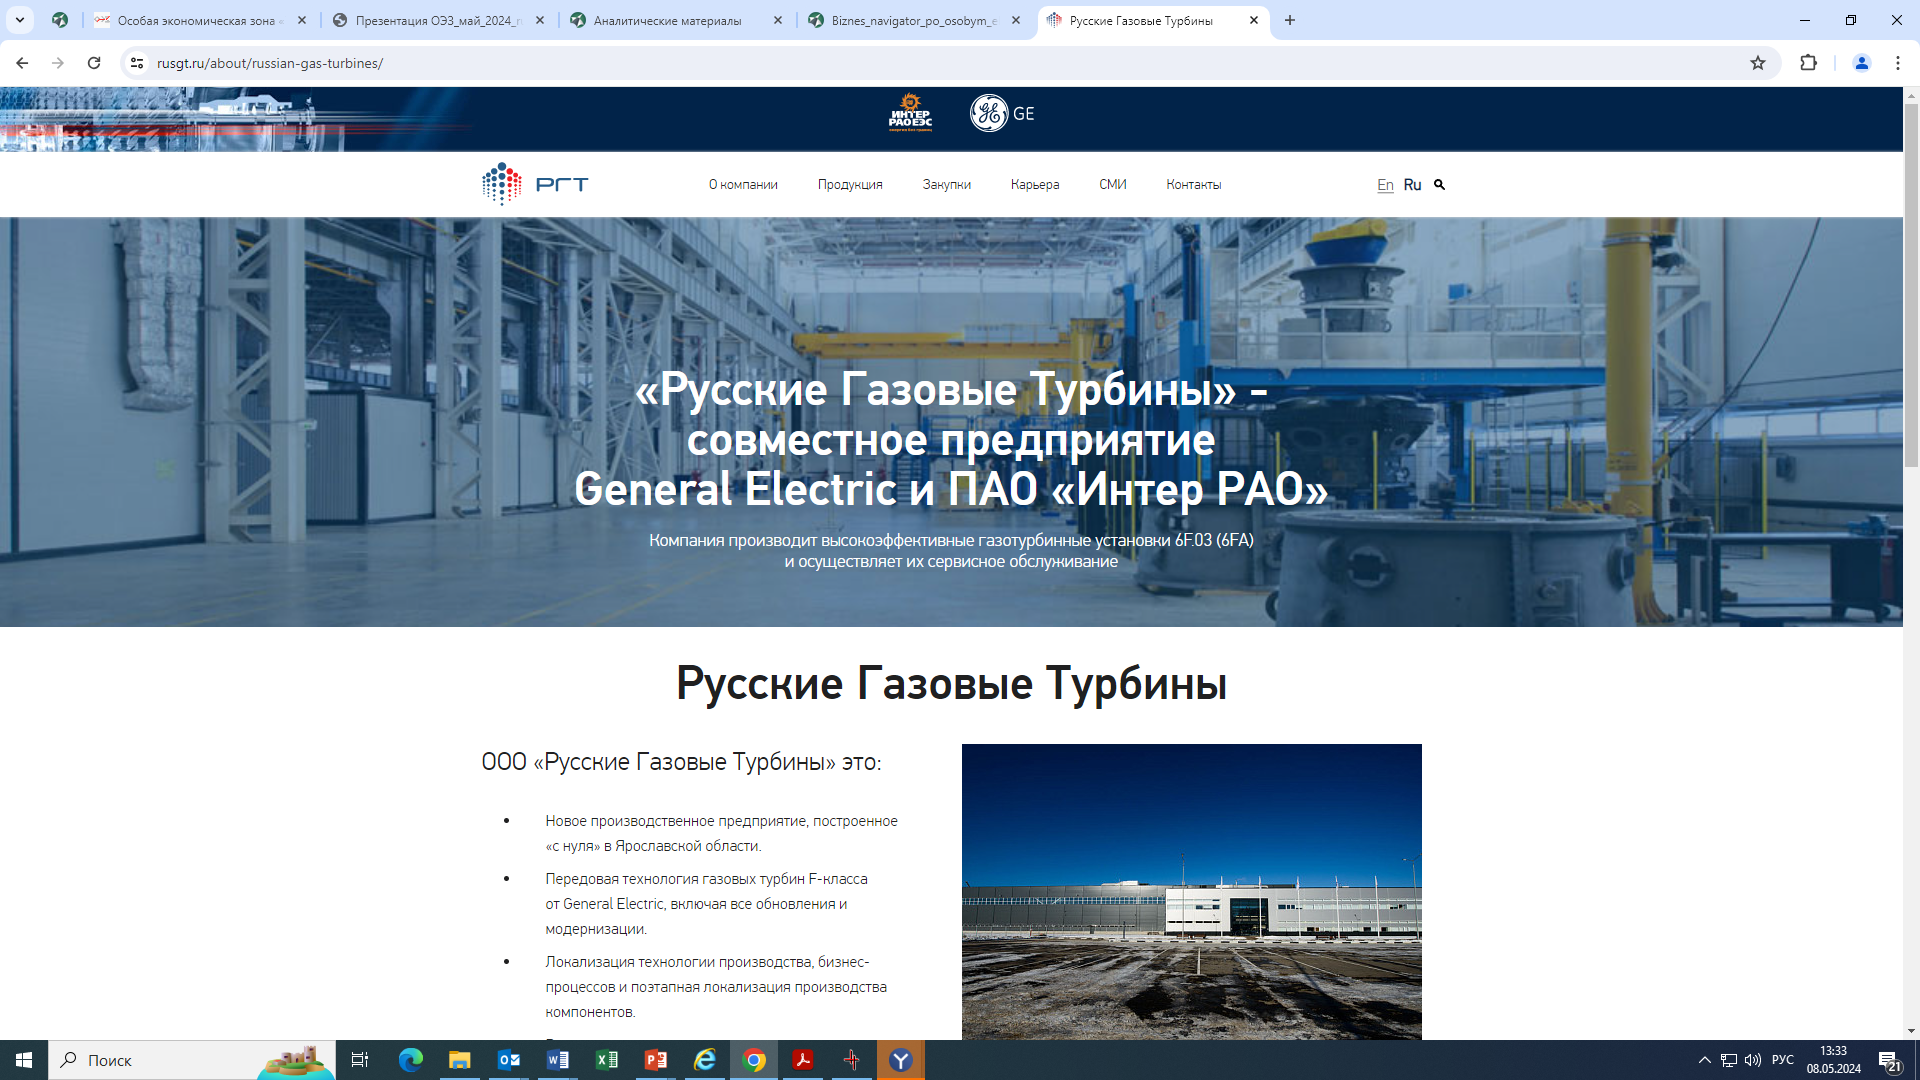 Особая экономическая зона «
Презентация ОЭЗ_май_2024_r
Аналитические материалы
Biznes_navigator_po_osobym_e
Русские Газовые Турбины
rusgt.ru/about/russian-gas-turbines/
ИНТЕР
РАО ЕЭС
GE
РГТ
О компании
Продукция
Закупки
Карьера
СМИ
Контакты
En
Ru
«Русские Газовые Турбины» -
совместное предприятие
General Electric и ПАО «Интер РАО»
Компания производит высокоэффективные газотурбинные установки 6F.03 (6FA)
и осуществляет их сервисное обслуживание
Русские Газовые Турбины
ООО «Русские Газовые Турбины» это:
Новое производственное предприятие, построенное
«с нуля» в Ярославской области.
Передовая технология газовых турбин F-класса
от General Electric, включая все обновления и
модернизации.
Локализация технологии производства, бизнес-
процессов и поэтапная локализация производства
компонентов.
Поиск
РУС
13:33
08.05.2024
21